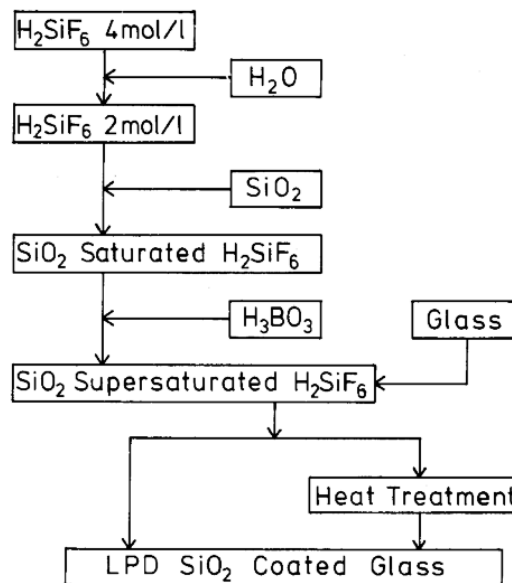 H₂SiF₆ 4mol/l
H₂O
H₂SiF₆ 2mol/l
SiO₂
SiO₂ Saturated H₂SiF₆
H₃BO₃
Glass
SiO₂ Supersaturated H₂SiF₆
Heat Treatment
LPD SiO₂ Coated Glass